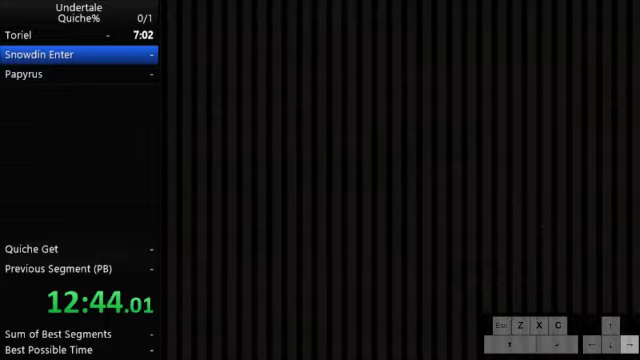 Undertale
Quiche% 0/1
Toriel - 7:02
Snowdin Enter -
Papyrus -
Quiche Get -
Previous Segment (PB) -
12:44.01
Sum of Best Segments -
Best Possible Time -
Esc Z X C ↑
⇧ ↵ ← ↓ →